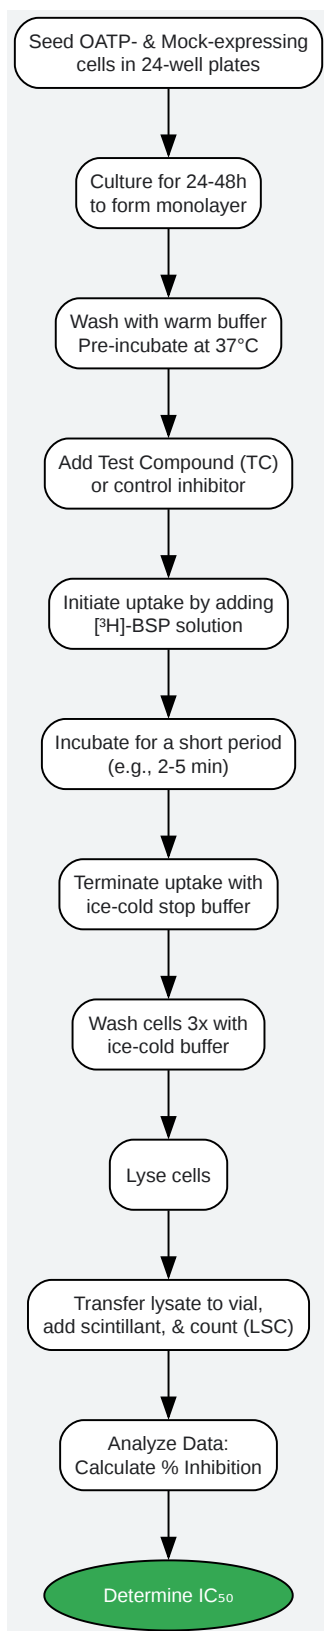 Seed OATP- & Mock-expressing
cells in 24-well plates
Culture for 24-48h
to form monolayer
Wash with warm buffer
Pre-incubate at 37°C
Add Test Compound (TC)
or control inhibitor
Initiate uptake by adding
[³H]-BSP solution
Incubate for a short period
(e.g., 2-5 min)
Terminate uptake with
ice-cold stop buffer
Wash cells 3x with
ice-cold buffer
Lyse cells
Transfer lysate to vial,
add scintillant, & count (LSC)
Analyze Data:
Calculate % Inhibition
Determine IC₅₀